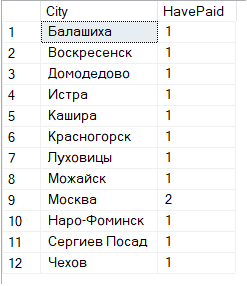 City HavePaid
1 Балашиха 1
2 Воскресенск 1
3 Домодедово 1
4 Истра 1
5 Кашира 1
6 Красногорск 1
7 Луховицы 1
8 Можайск 1
9 Москва 2
10 Наро-Фоминск 1
11 Сергиев Посад 1
12 Чехов 1